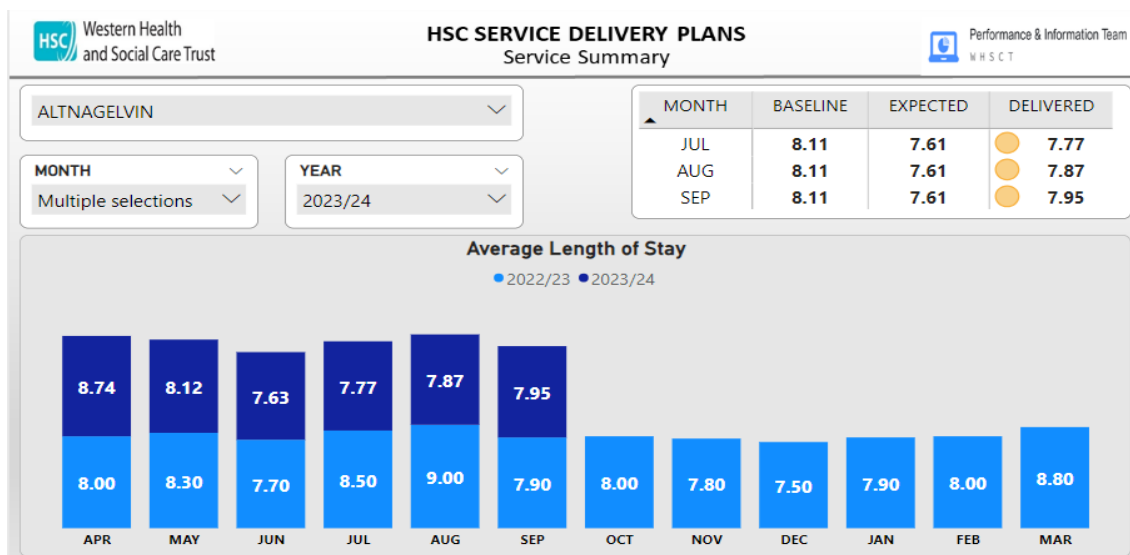 HSC
Western Health
and Social Care Trust
HSC SERVICE DELIVERY PLANS
Service Summary
Performance & Information Team
WHSCT
ALTNAGELVIN
MONTH
Multiple selections
YEAR
2023/24
MONTH BASELINE EXPECTED DELIVERED
JUL 8.11 7.61 7.77
AUG 8.11 7.61 7.87
SEP 8.11 7.61 7.95
Average Length of Stay
2022/23 2023/24
8.74 8.12 7.63 7.77 7.87 7.95
8.00 8.30 7.70 8.50 9.00 7.90 8.00 7.80 7.50 7.90 8.00 8.80
APR MAY JUN JUL AUG SEP OCT NOV DEC JAN FEB MAR